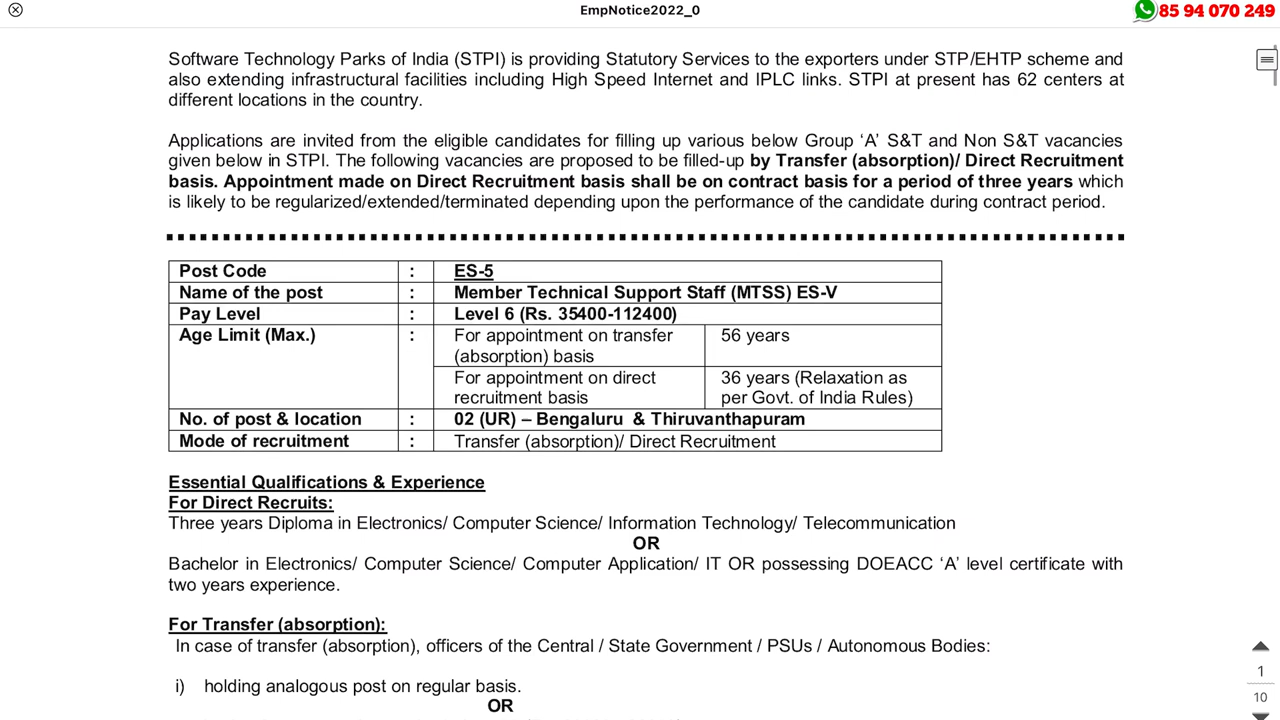 EmpNotice2022_0
85 94 070 249
Software Technology Parks of India (STPI) is providing Statutory Services to the exporters under STP/EHTP scheme and
also extending infrastructural facilities including High Speed Internet and IPLC links. STPI at present has 62 centers at
different locations in the country.
Applications are invited from the eligible candidates for filling up various below Group ‘A’ S&T and Non S&T vacancies
given below in STPI. The following vacancies are proposed to be filled-up by Transfer (absorption)/ Direct Recruitment
basis. Appointment made on Direct Recruitment basis shall be on contract basis for a period of three years which
is likely to be regularized/extended/terminated depending upon the performance of the candidate during contract period.
Post Code : ES-5
Name of the post : Member Technical Support Staff (MTSS) ES-V
Pay Level : Level 6 (Rs. 35400-112400)
Age Limit (Max.) : For appointment on transfer 56 years
(absorption) basis
For appointment on direct 36 years (Relaxation as
recruitment basis per Govt. of India Rules)
No. of post & location : 02 (UR) – Bengaluru & Thiruvanthapuram
Mode of recruitment : Transfer (absorption)/ Direct Recruitment
Essential Qualifications & Experience
For Direct Recruits:
Three years Diploma in Electronics/ Computer Science/ Information Technology/ Telecommunication
OR
Bachelor in Electronics/ Computer Science/ Computer Application/ IT OR possessing DOEACC ‘A’ level certificate with
two years experience.
For Transfer (absorption):
In case of transfer (absorption), officers of the Central / State Government / PSUs / Autonomous Bodies:
i) holding analogous post on regular basis.
OR
1
10